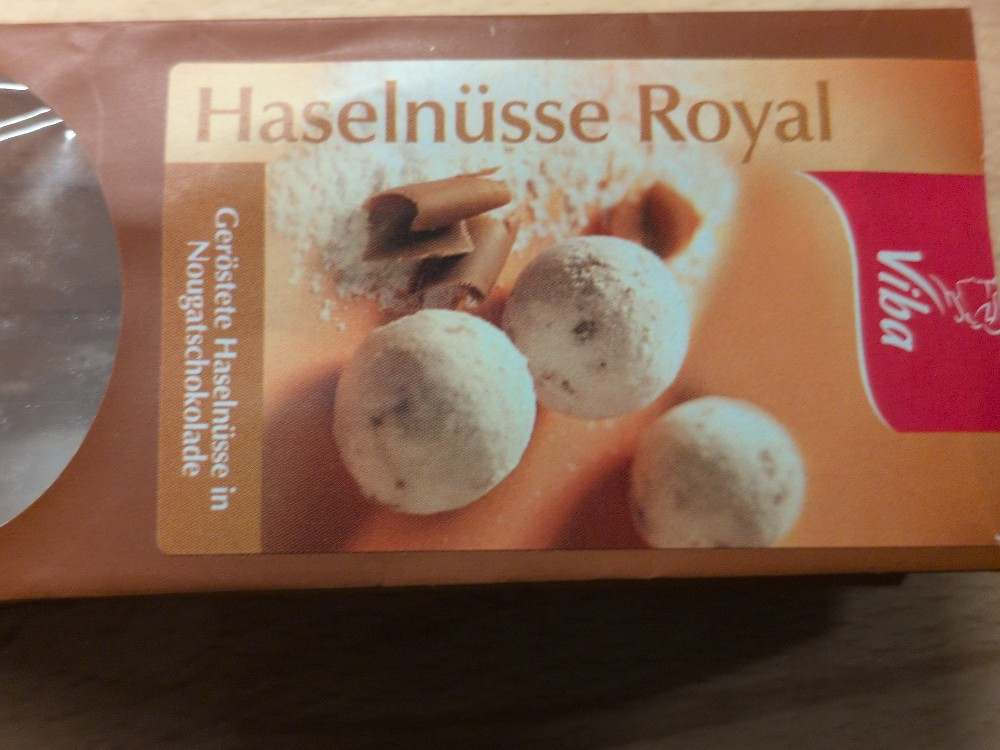 Haselnüsse Royal
Geröstete Haselnüsse in
Nougatschokolade
Viba